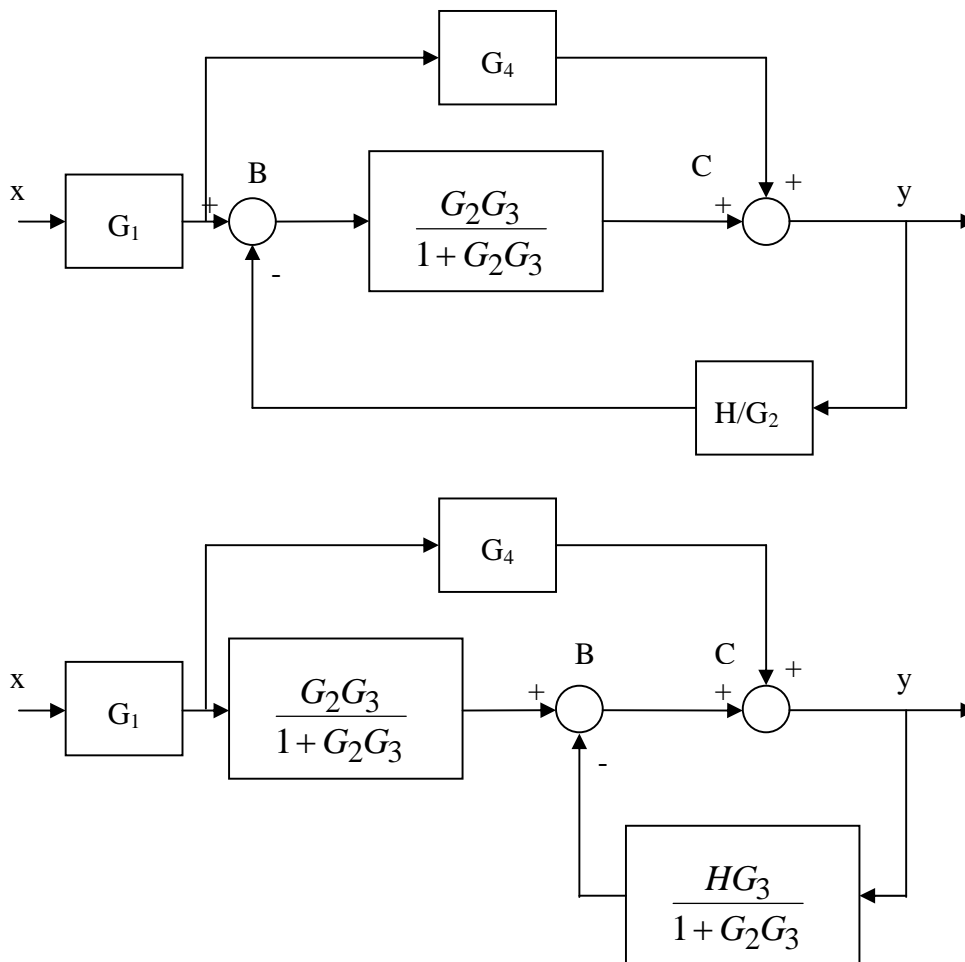 G₄
B
C
x
+
+
+
y
G₁
G₂G₃
1 + G₂G₃
-
H/G₂
G₄
B
C
x
+
+
+
y
G₁
G₂G₃
1 + G₂G₃
-
HG₃
1 + G₂G₃